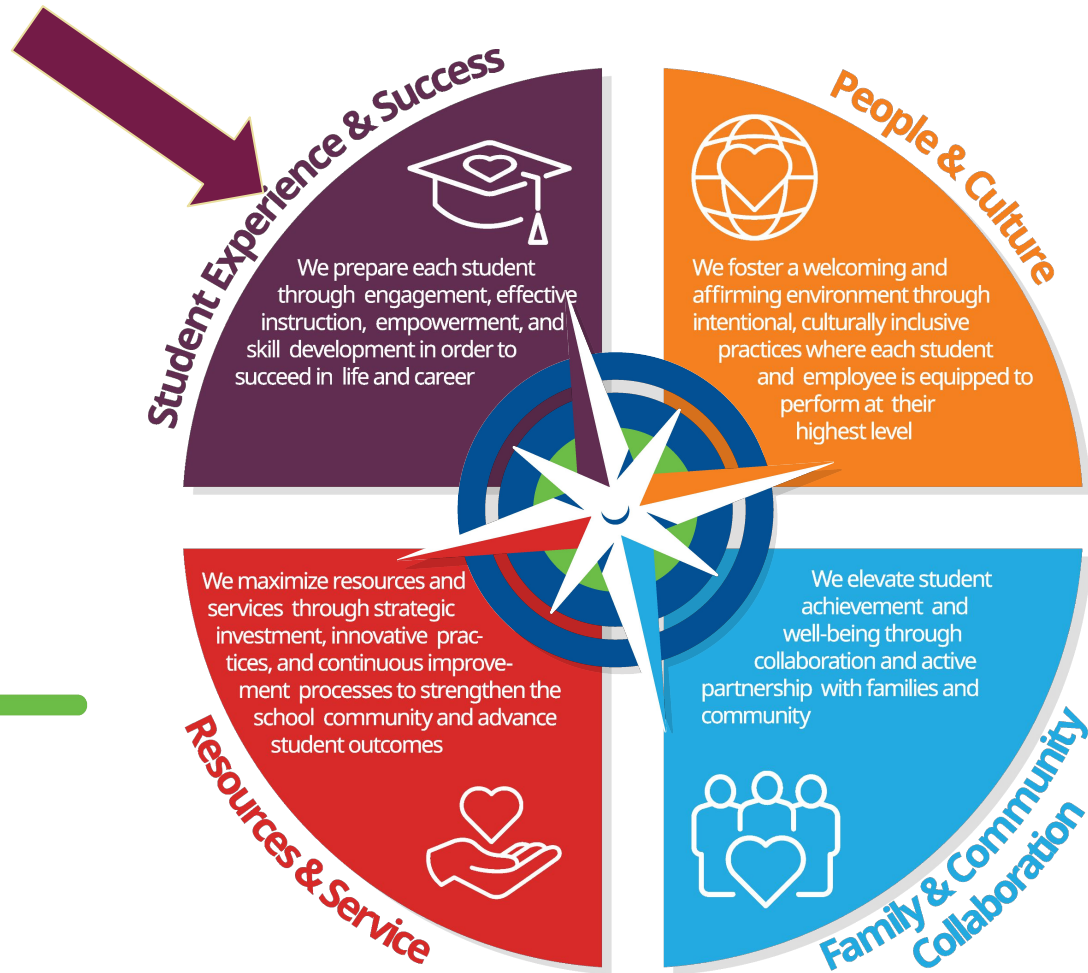 Student Experience & Success
We prepare each student
through engagement, effective
instruction, empowerment, and
skill development in order to
succeed in life and career
People & Culture
We foster a welcoming and
affirming environment through
intentional, culturally inclusive
practices where each student
and employee is equipped to
perform at their
highest level
We maximize resources and
services through strategic
investment, innovative prac-
tices, and continuous improve-
ment processes to strengthen the
school community and advance
student outcomes
Resources & Service
We elevate student
achievement and
well-being through
collaboration and active
partnership with families and
community
Family & Community
Collaboration